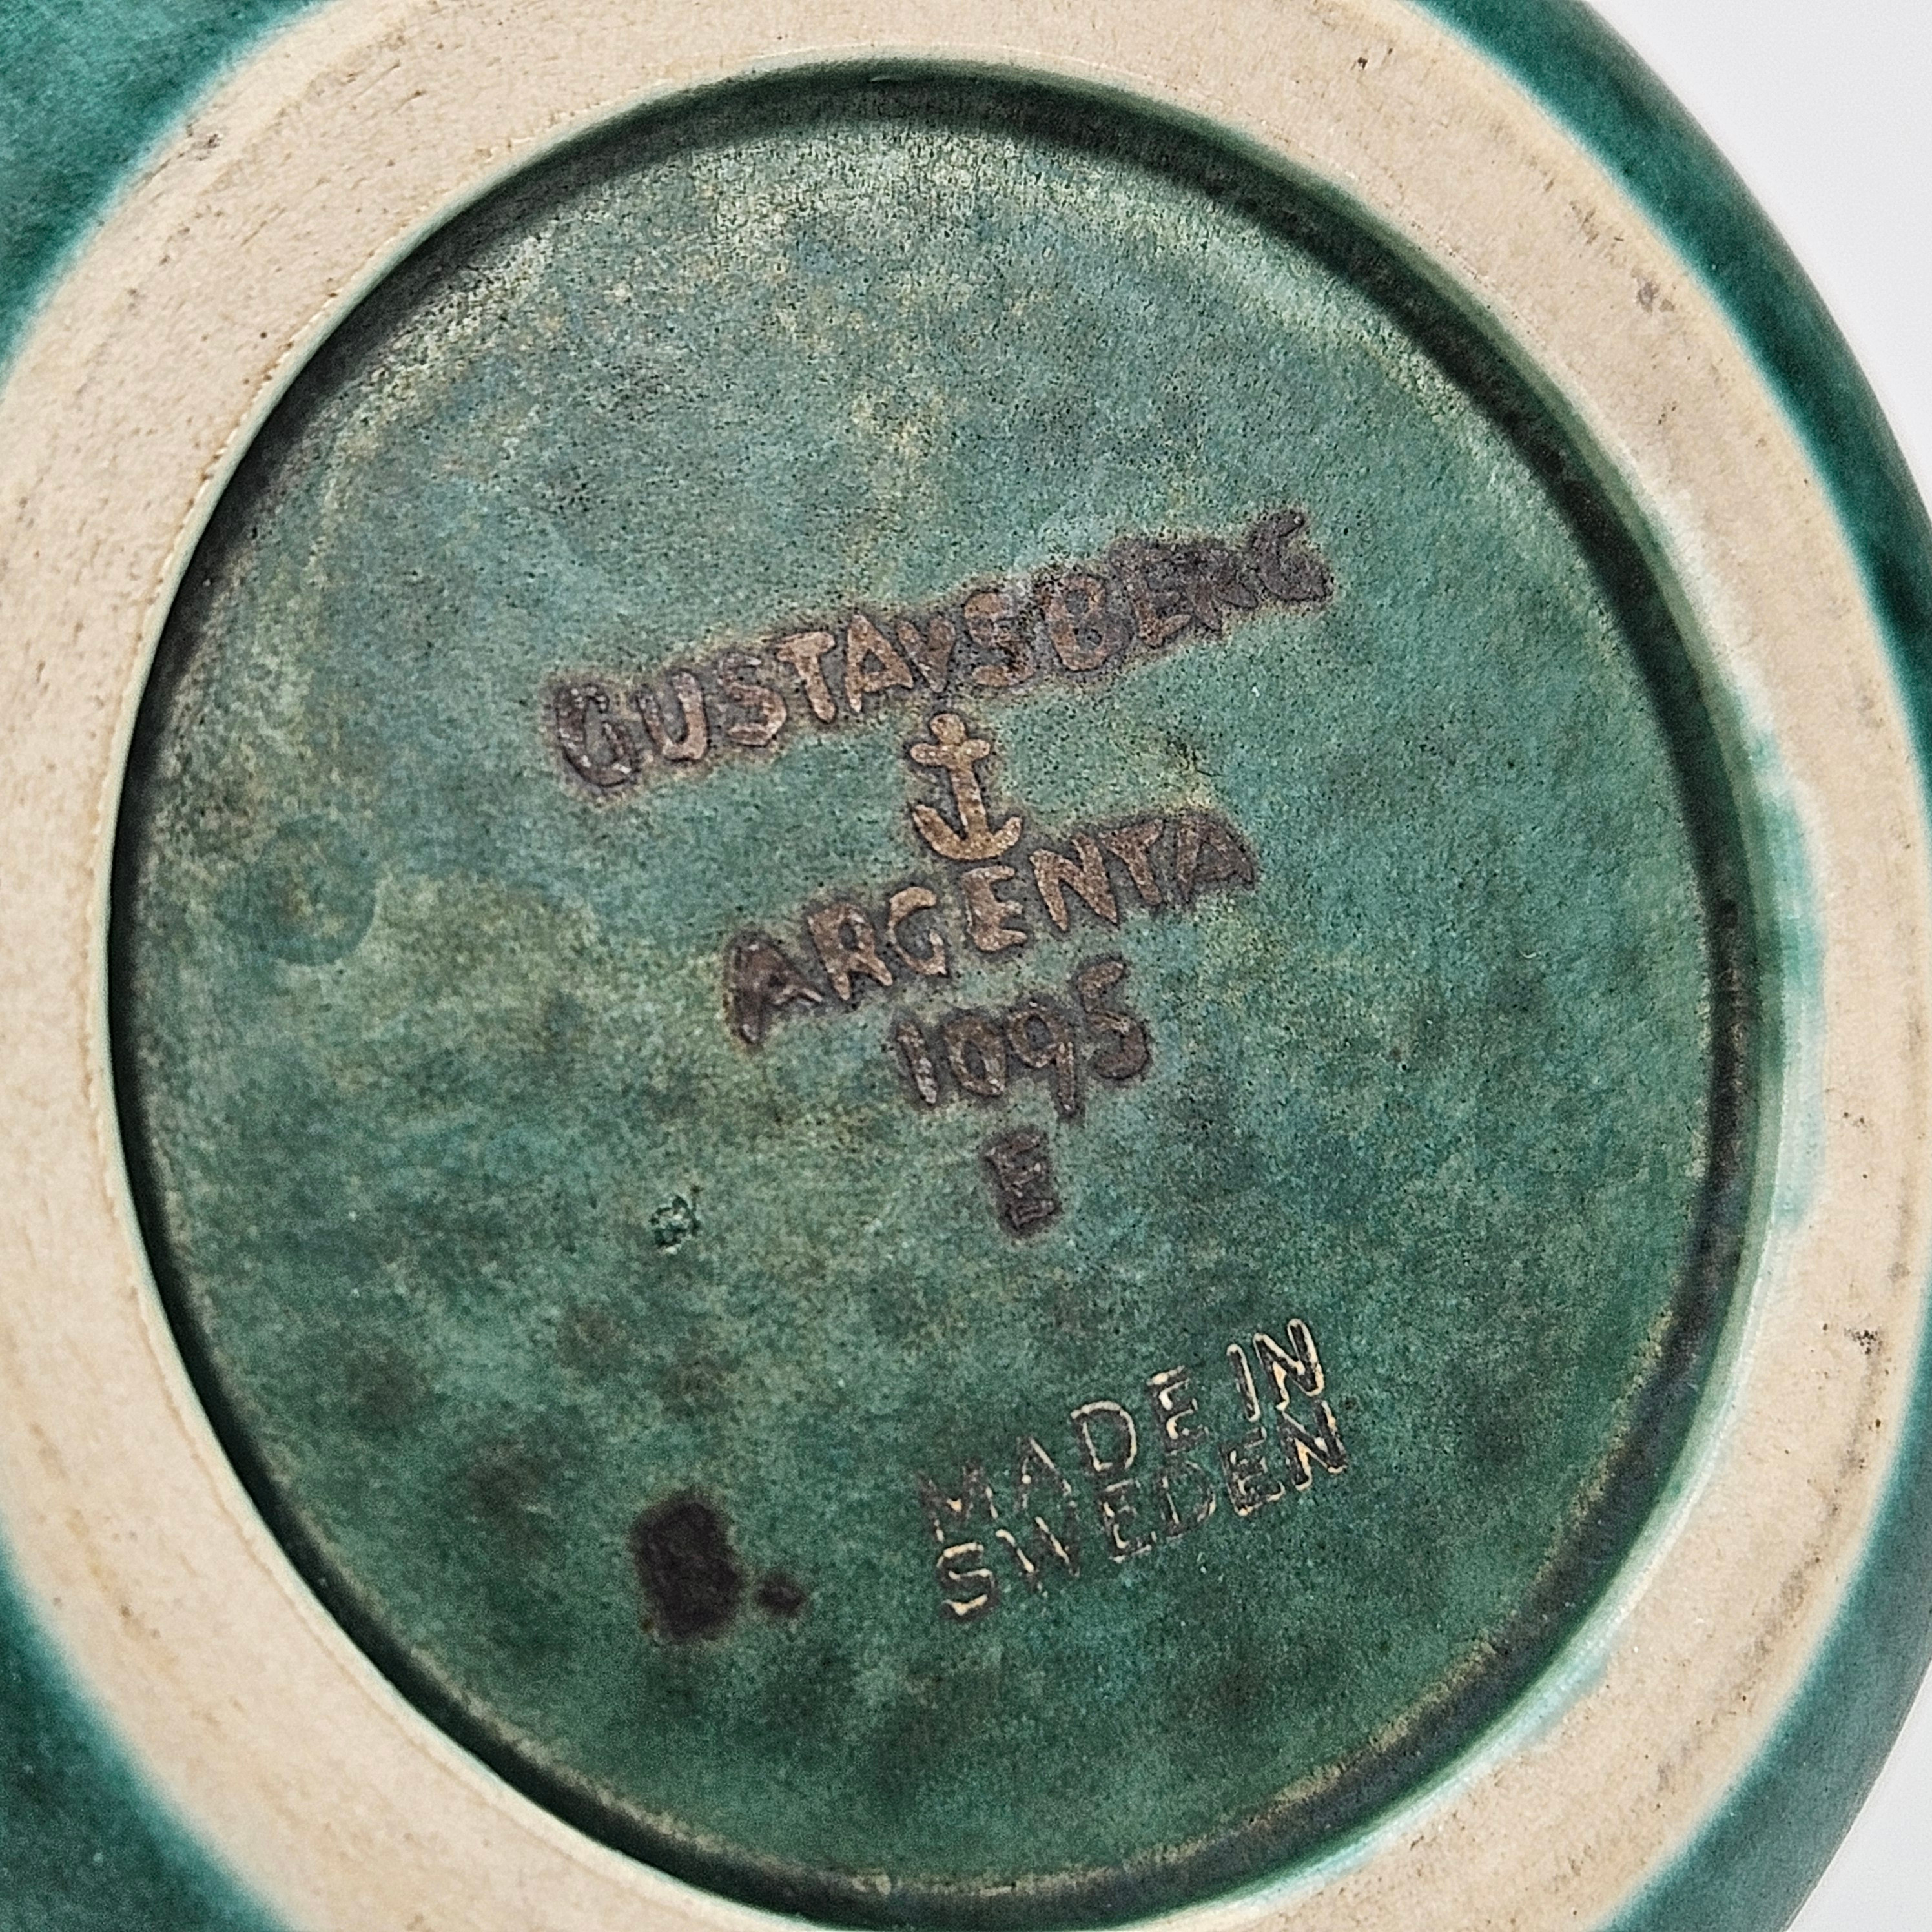 GUSTAVSBERG
ARGENTA
1095
E
MADE IN
SWEDEN